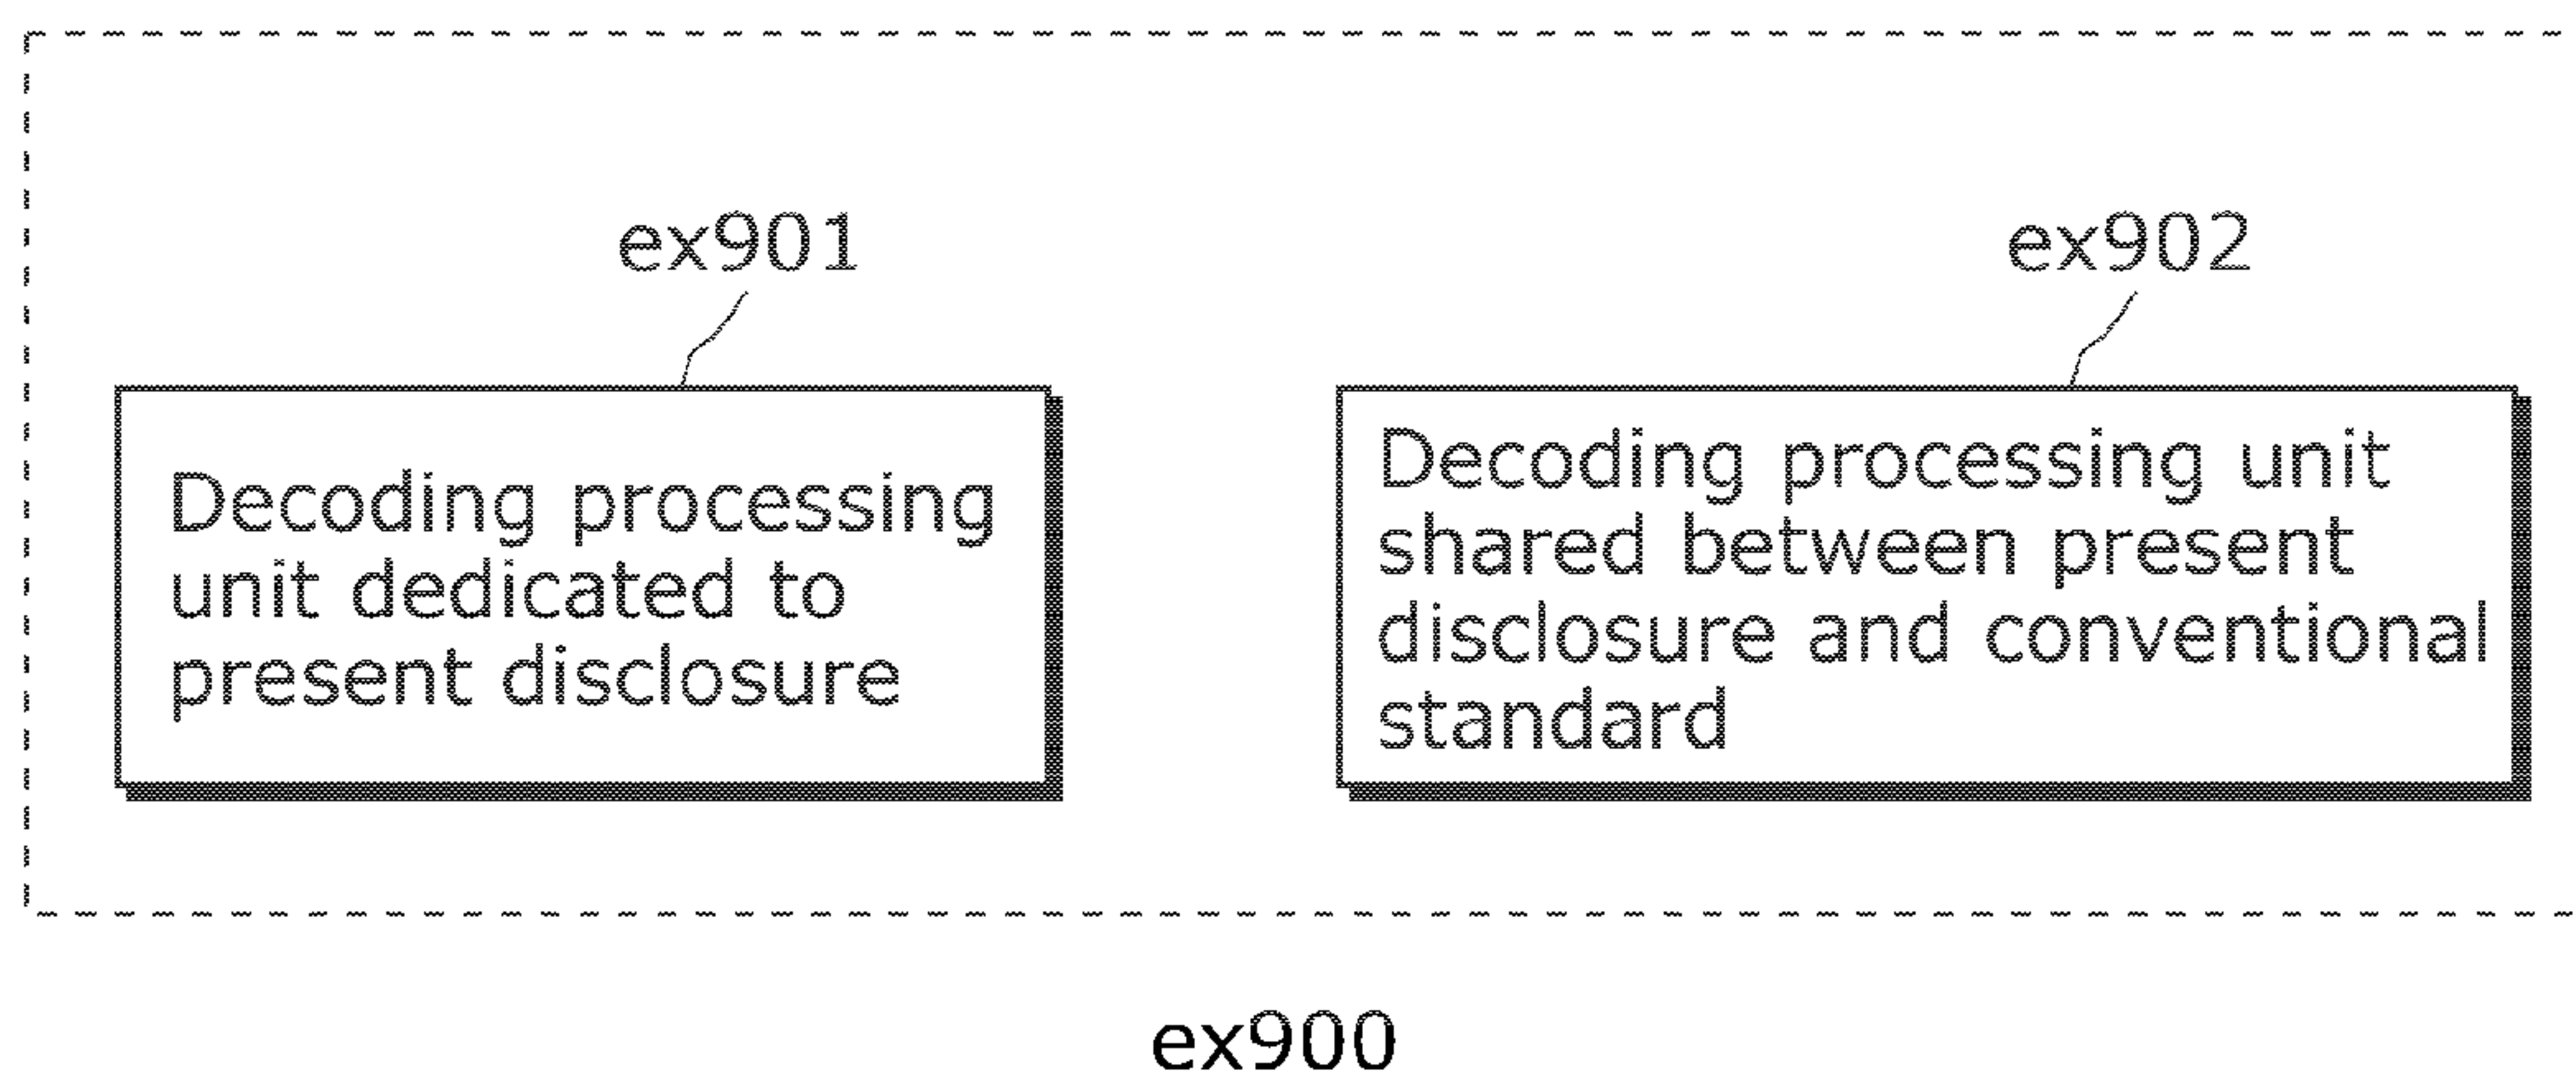 ex901
ex902
Decoding processing
unit dedicated to
present disclosure
Decoding processing unit
shared between present
disclosure and conventional
standard
ex900